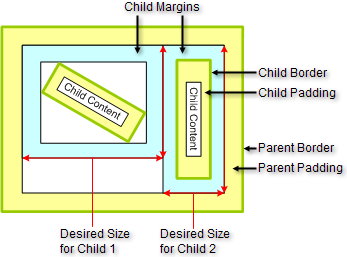 Child Margins
Child Border
Child Padding
Child Content
Child Content
Parent Border
Parent Padding
Desired Size
for Child 1
Desired Size
for Child 2